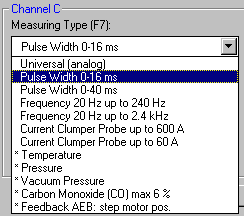 Channel C
Measuring Type (F7):
Pulse Width 0-16 ms
Universal (analog)
Pulse Width 0-16 ms
Pulse Width 0-40 ms
Frequency 20 Hz up to 240 Hz
Frequency 20 Hz up to 2.4 kHz
Current Clumper Probe up to 600 A
Current Clumper Probe up to 60 A
* Temperature
* Pressure
* Vacuum Pressure
* Carbon Monoxide (CO) max 6 %
* Feedback AEB: step motor pos.